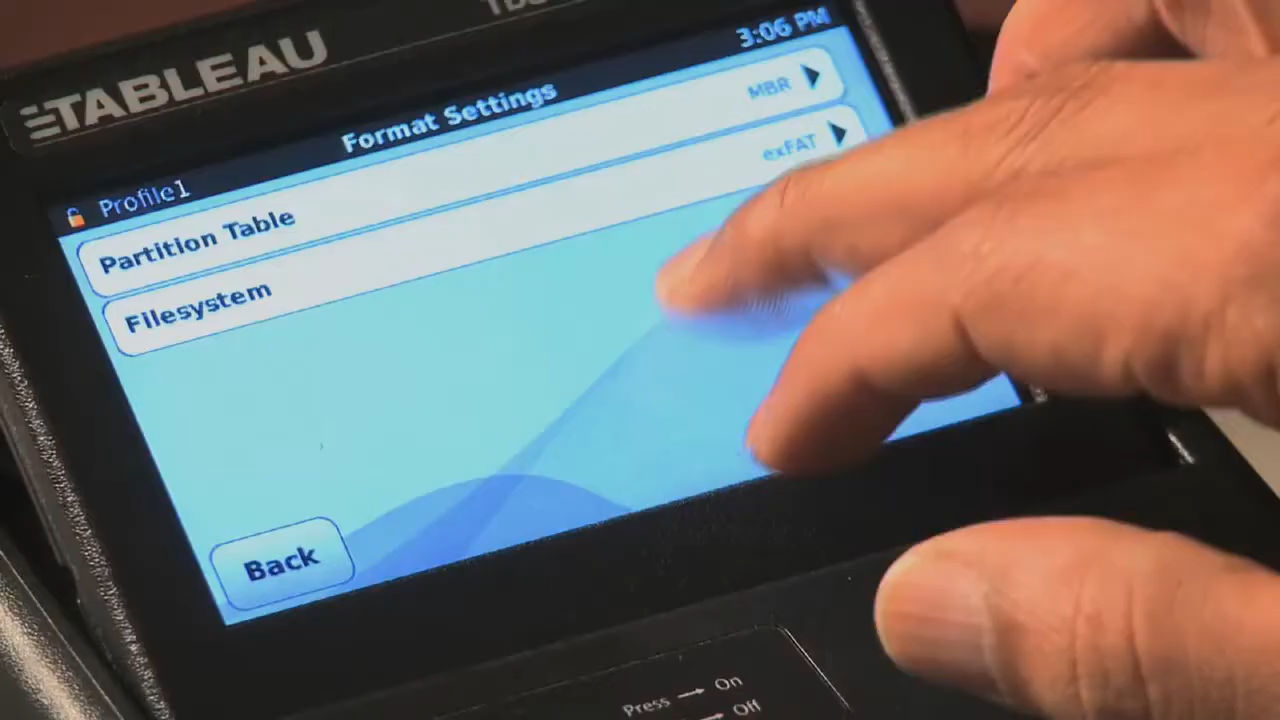 TABLEAU
3:06 PM
Format Settings
Profile1
Partition Table MBR
Filesystem exFAT
Back
Press → On
→ Off